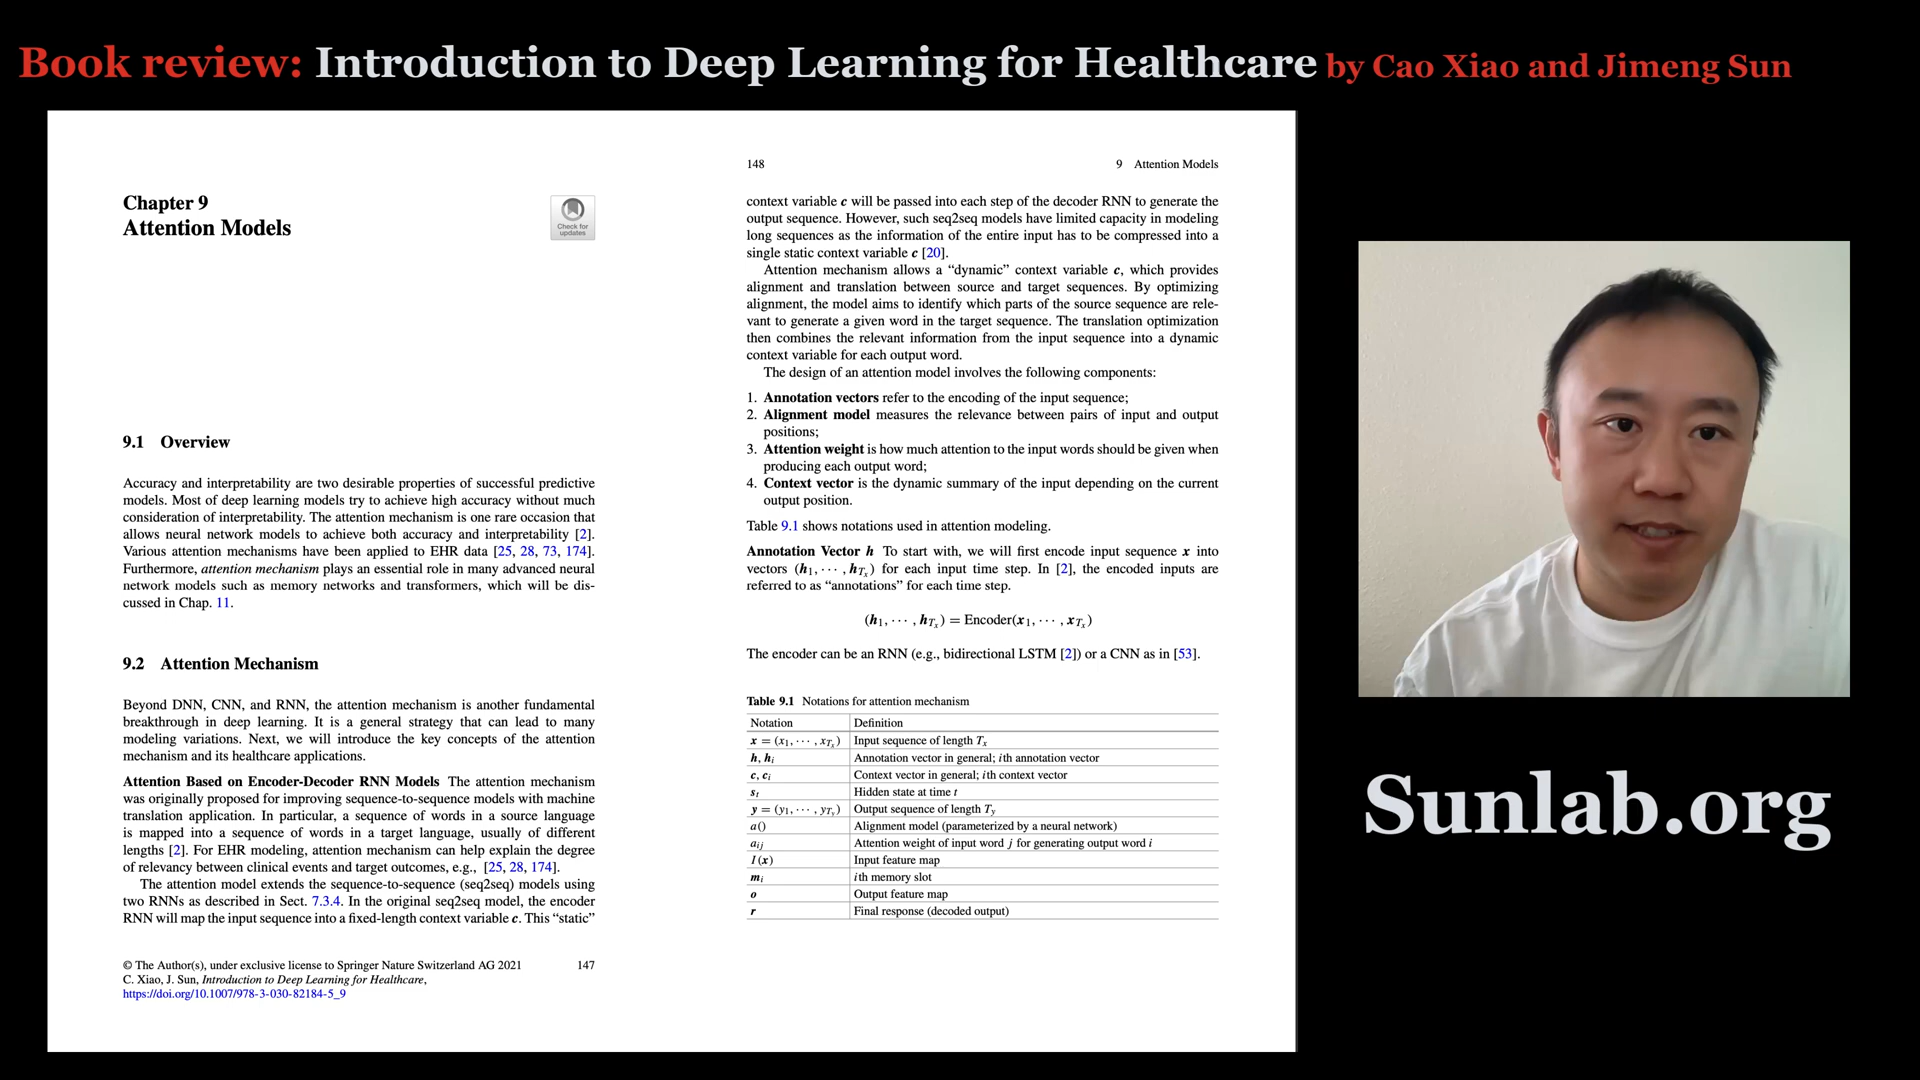 Book review: Introduction to Deep Learning for Healthcare by Cao Xiao and Jimeng Sun
Chapter 9
Attention Models
Check for
updates
9.1 Overview
Accuracy and interpretability are two desirable properties of successful predictive
models. Most of deep learning models try to achieve high accuracy without much
consideration of interpretability. The attention mechanism is one rare occasion that
allows neural network models to achieve both accuracy and interpretability [2].
Various attention mechanisms have been applied to EHR data [25, 28, 73, 174].
Furthermore, attention mechanism plays an essential role in many advanced neural
network models such as memory networks and transformers, which will be dis-
cussed in Chap. 11.
9.2 Attention Mechanism
Beyond DNN, CNN, and RNN, the attention mechanism is another fundamental
breakthrough in deep learning. It is a general strategy that can lead to many
modeling variations. Next, we will introduce the key concepts of the attention
mechanism and its healthcare applications.
Attention Based on Encoder-Decoder RNN Models The attention mechanism
was originally proposed for improving sequence-to-sequence models with machine
translation application. In particular, a sequence of words in a source language
is mapped into a sequence of words in a target language, usually of different
lengths [2]. For EHR modeling, attention mechanism can help explain the degree
of relevancy between clinical events and target outcomes, e.g., [25, 28, 174].
The attention model extends the sequence-to-sequence (seq2seq) models using
two RNNs as described in Sect. 7.3.4. In the original seq2seq model, the encoder
RNN will map the input sequence into a fixed-length context variable c. This “static”
© The Author(s), under exclusive license to Springer Nature Switzerland AG 2021 147
C. Xiao, J. Sun, Introduction to Deep Learning for Healthcare,
https://doi.org/10.1007/978-3-030-82184-5_9
148 9 Attention Models
context variable c will be passed into each step of the decoder RNN to generate the
output sequence. However, such seq2seq models have limited capacity in modeling
long sequences as the information of the entire input has to be compressed into a
single static context variable c [20].
Attention mechanism allows a “dynamic” context variable c, which provides
alignment and translation between source and target sequences. By optimizing
alignment, the model aims to identify which parts of the source sequence are rele-
vant to generate a given word in the target sequence. The translation optimization
then combines the relevant information from the input sequence into a dynamic
context variable for each output word.
The design of an attention model involves the following components:
1. Annotation vectors refer to the encoding of the input sequence;
2. Alignment model measures the relevance between pairs of input and output
positions;
3. Attention weight is how much attention to the input words should be given when
producing each output word;
4. Context vector is the dynamic summary of the input depending on the current
output position.
Table 9.1 shows notations used in attention modeling.
Annotation Vector h To start with, we will first encode input sequence x into
vectors (h1, ··· , hTx) for each input time step. In [2], the encoded inputs are
referred to as “annotations” for each time step.
(h1, ··· , hTx) = Encoder(x1, ··· , xTx)
The encoder can be an RNN (e.g., bidirectional LSTM [2]) or a CNN as in [53].
Table 9.1 Notations for attention mechanism
Notation Definition
x = (x1, ··· , xTx) Input sequence of length Tx
h, hi Annotation vector in general; ith annotation vector
c, ci Context vector in general; ith context vector
st Hidden state at time t
y = (y1, ··· , yTy) Output sequence of length Ty
a() Alignment model (parameterized by a neural network)
aij Attention weight of input word j for generating output word i
I(x) Input feature map
mi ith memory slot
o Output feature map
r Final response (decoded output)
Sunlab.org